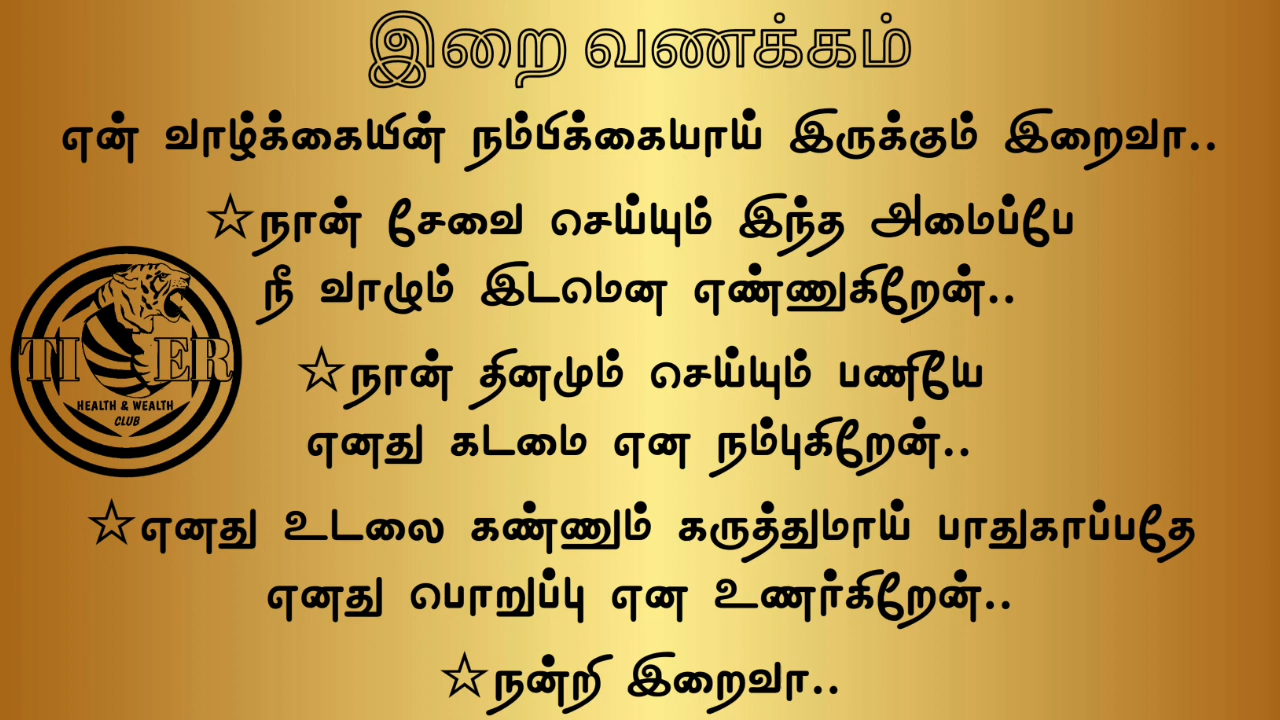 இறை வணக்கம்
என் வாழ்க்கையின் நம்பிக்கையாய் இருக்கும் இறைவா..
☆நான் சேவை செய்யும் இந்த அமைப்பே
நீ வாழும் இடமென எண்ணுகிறேன்..
TIGER
HEALTH & WEALTH
CLUB
☆நான் தினமும் செய்யும் பணியே
எனது கடமை என நம்புகிறேன்..
☆எனது உடலை கண்ணும் கருத்துமாய் பாதுகாப்பதே
எனது பொறுப்பு என உணர்கிறேன்..
☆நன்றி இறைவா..